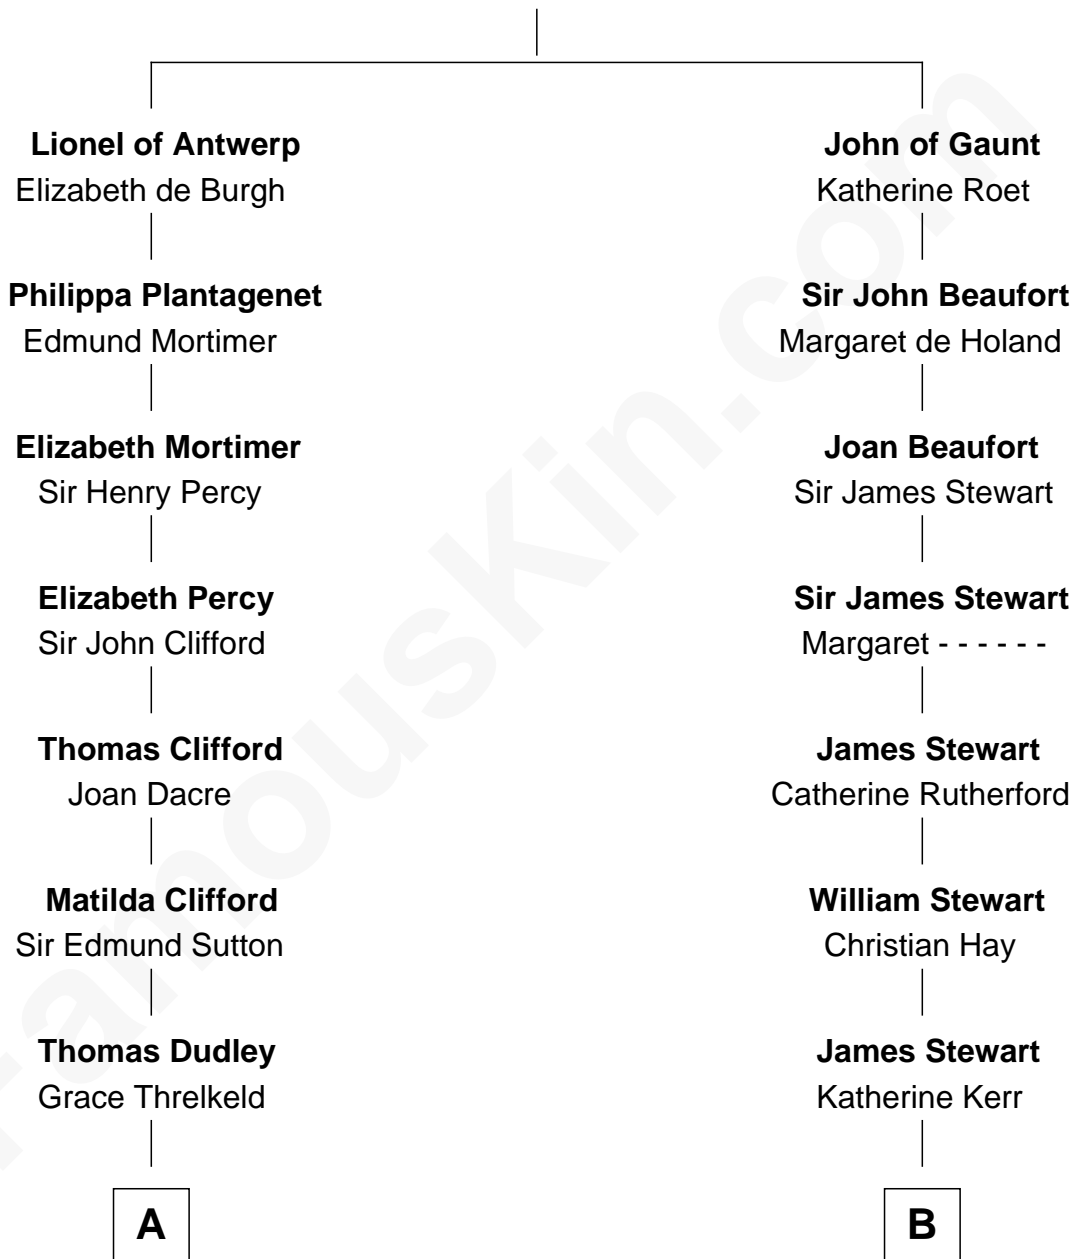 Lionel of Antwerp
Elizabeth de Burgh
Philippa Plantagenet
Edmund Mortimer
Elizabeth Mortimer
Sir Henry Percy
Elizabeth Percy
Sir John Clifford
Thomas Clifford
Joan Dacre
Matilda Clifford
Sir Edmund Sutton
Thomas Dudley
Grace Threlkeld
A
John of Gaunt
Katherine Roet
Sir John Beaufort
Margaret de Holand
Joan Beaufort
Sir James Stewart
Sir James Stewart
Margaret - - - - - -
James Stewart
Catherine Rutherford
William Stewart
Christian Hay
James Stewart
Katherine Kerr
B
FamousKin.com